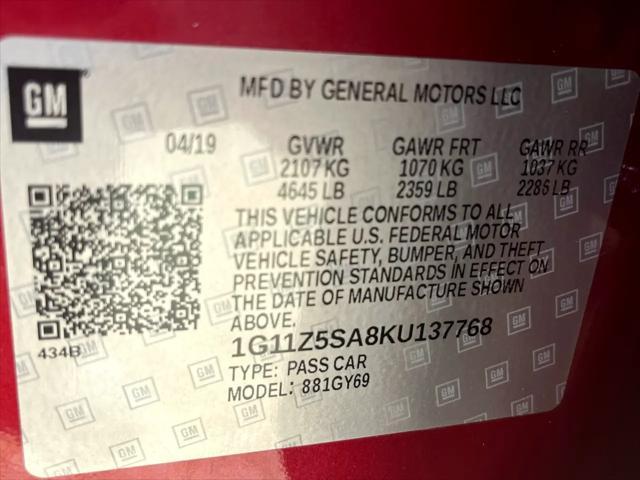 GM
MFD BY GENERAL MOTORS LLC
04/19 GVWR GAWR FRT GAWR RR
2107 KG 1070 KG 1037 KG
4645 LB 2359 LB 2286 LB
THIS VEHICLE CONFORMS TO ALL
APPLICABLE U.S. FEDERAL MOTOR
VEHICLE SAFETY, BUMPER, AND THEFT
PREVENTION STANDARDS IN EFFECT ON
THE DATE OF MANUFACTURE SHOWN
ABOVE.
434B
1G11Z5SA8KU137768
TYPE: PASS CAR
MODEL: 881GY69